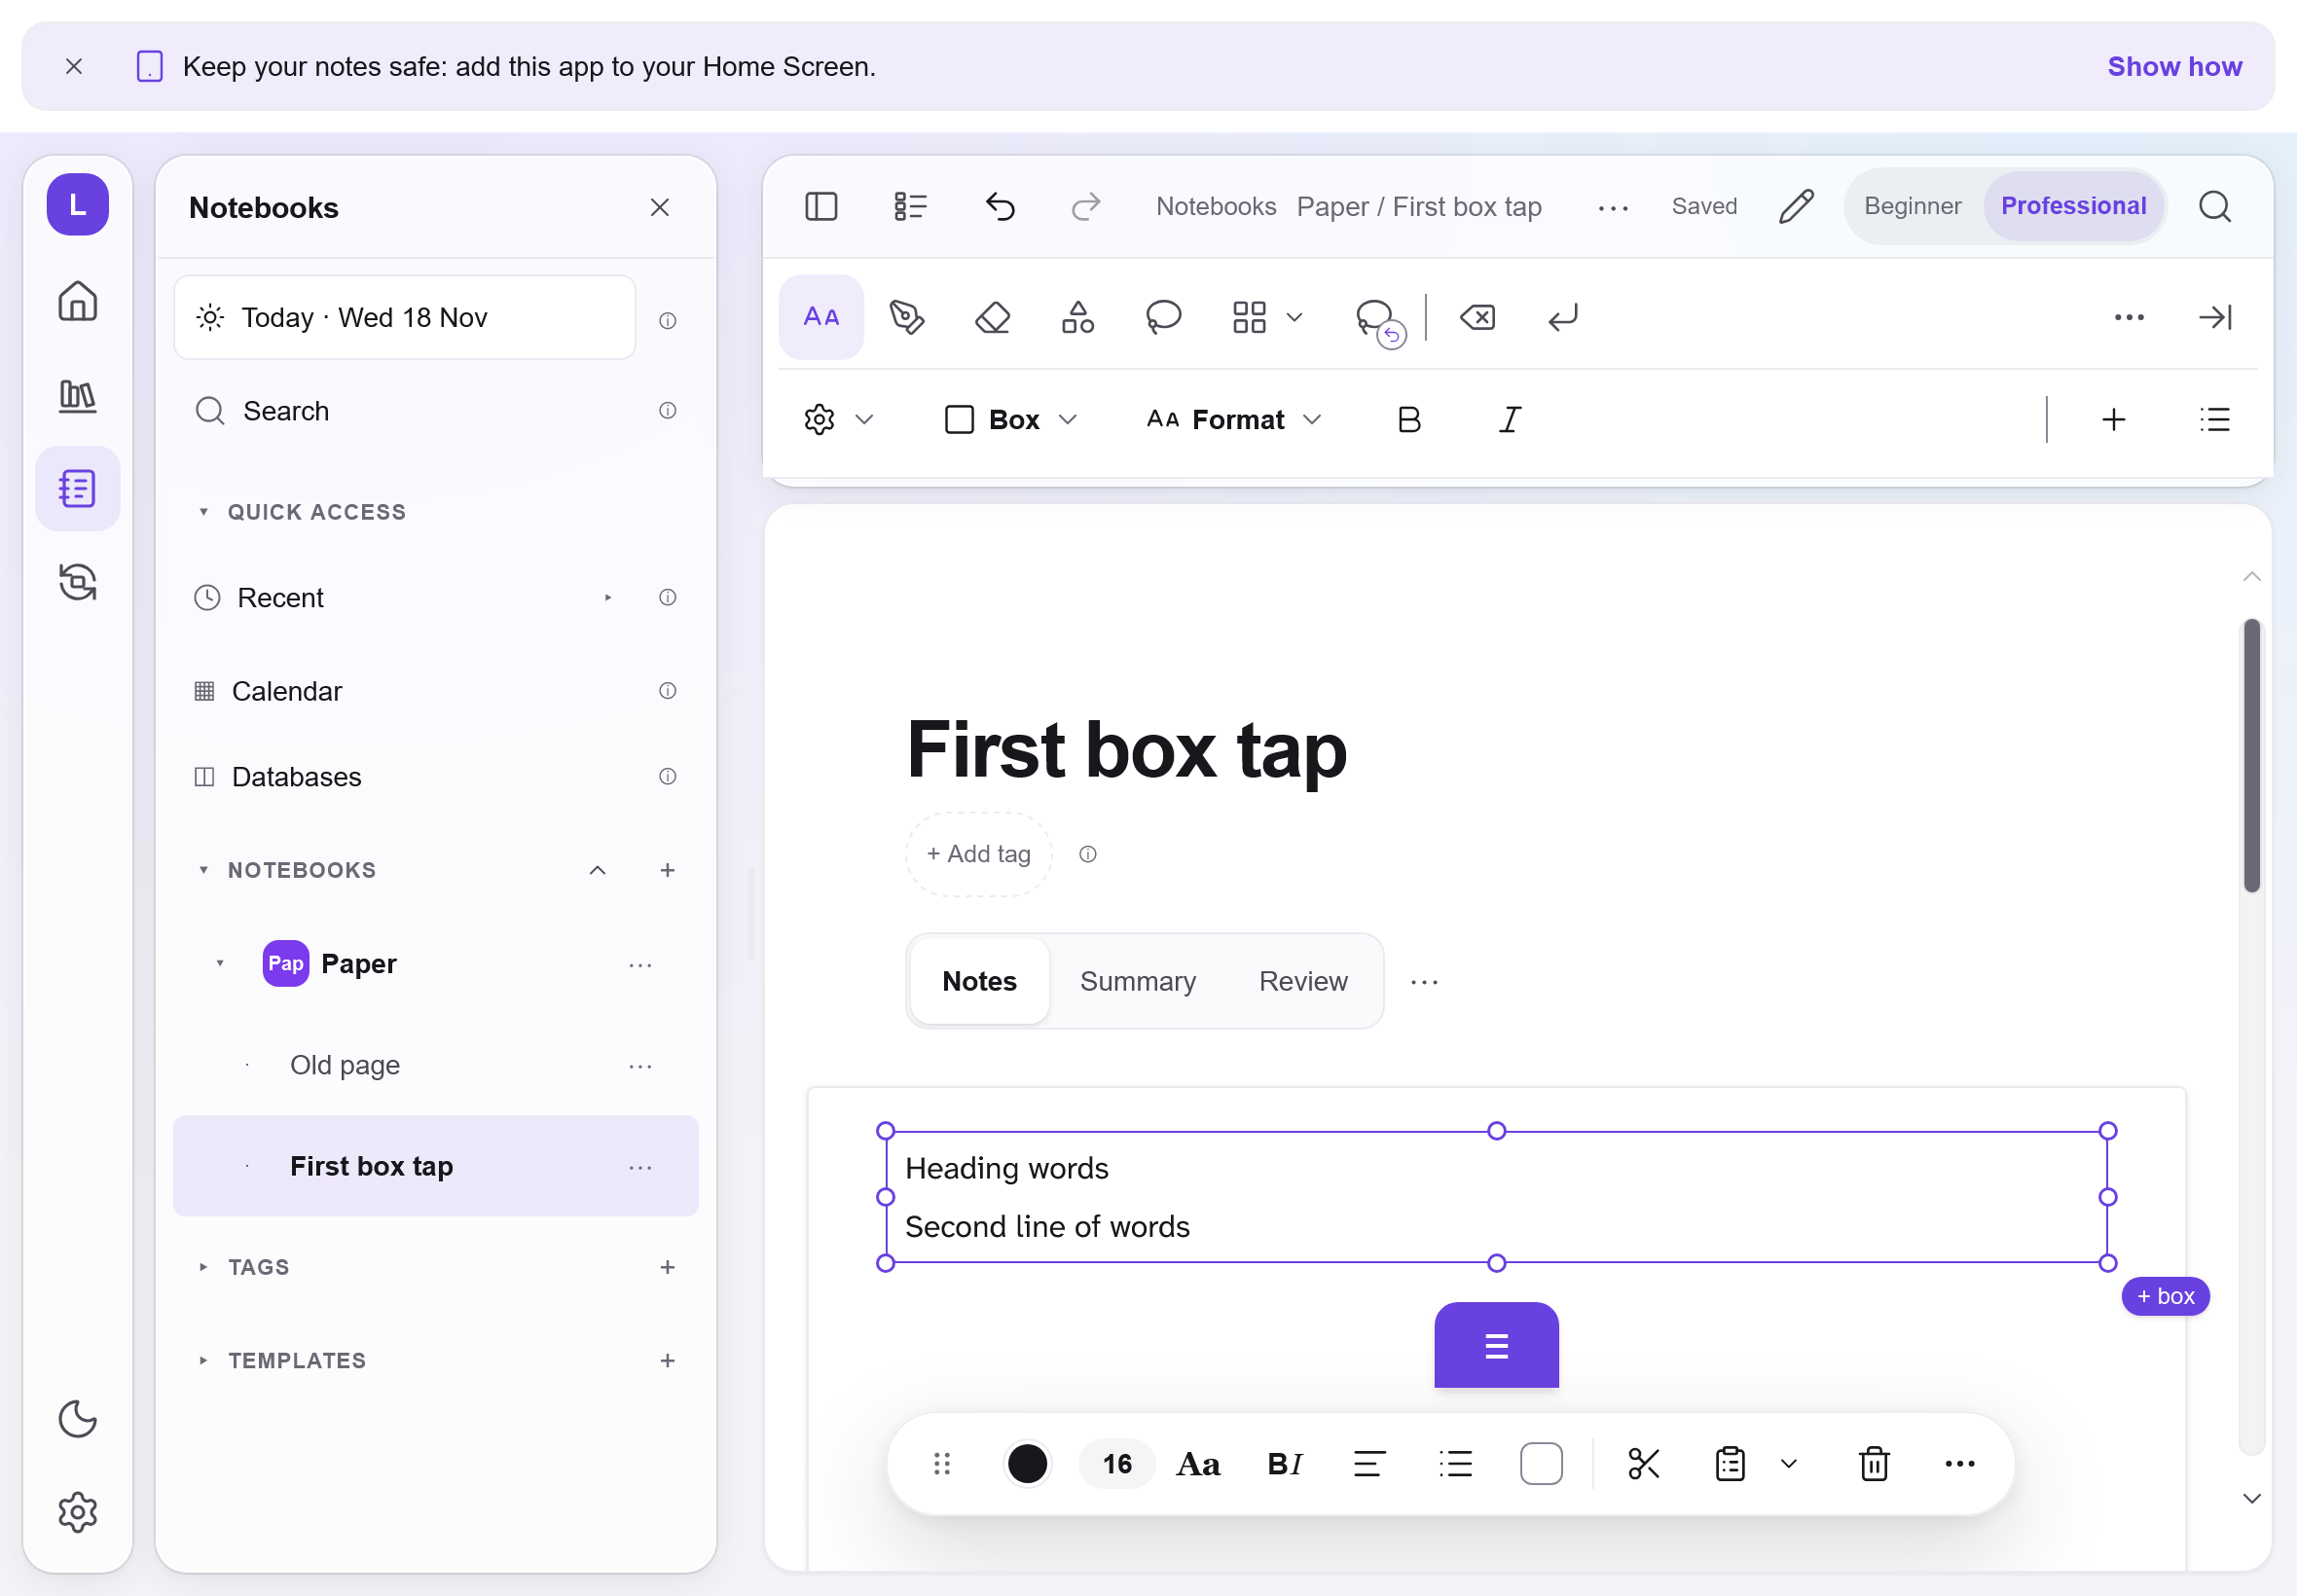 Keep your notes safe: add this app to your Home Screen.
Show how
L
Notebooks
Today · Wed 18 Nov
Search
QUICK ACCESS
Recent
Calendar
Databases
NOTEBOOKS
Pap Paper
Old page
First box tap
TAGS
TEMPLATES
Notebooks Paper / First box tap
Saved
Beginner Professional
Box
Aa Format
B I
First box tap
+ Add tag
Notes Summary Review
Heading words
Second line of words
+ box
16 Aa BI